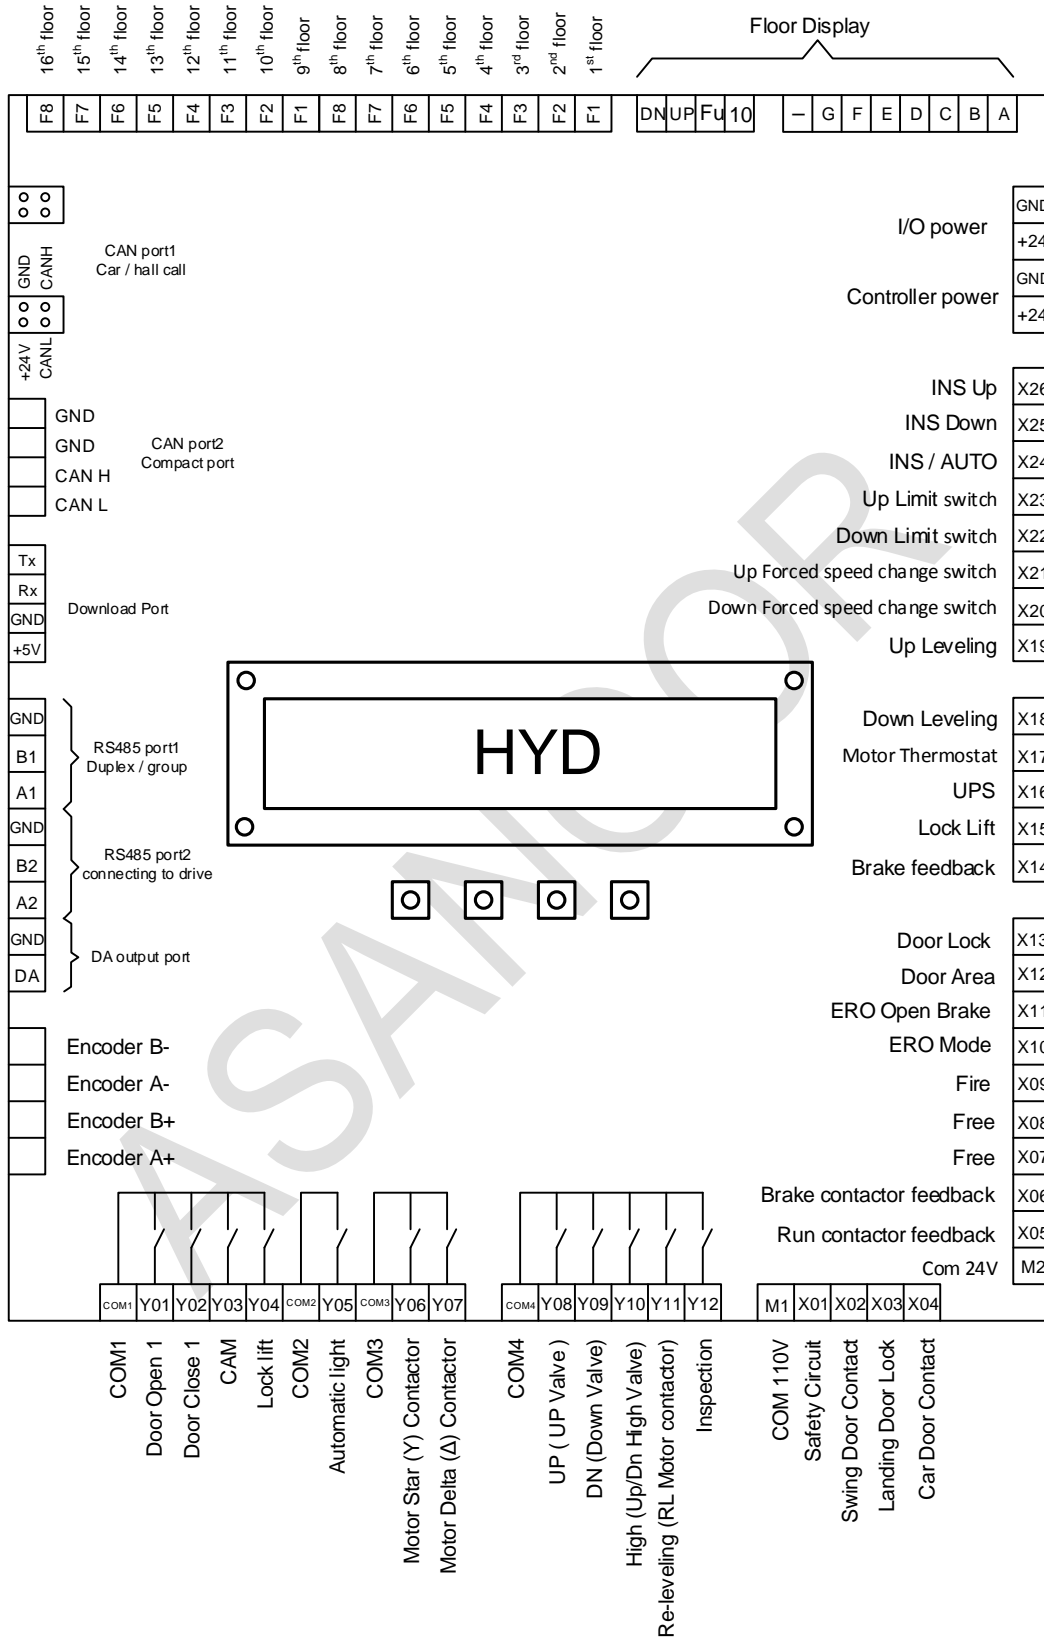 Floor Display
16th floor
15th floor
14th floor
13th floor
12th floor
11th floor
10th floor
9th floor
8th floor
7th floor
6th floor
5th floor
4th floor
3rd floor
2nd floor
1st floor
F8 F7 F6 F5 F4 F3 F2 F1 F8 F7 F6 F5 F4 F3 F2 F1 DN UP Fu 10 — G F E D C B A
GND CANH
CAN port1
Car / hall call
+24V CANL
GND
GND
CAN H
CAN L
CAN port2
Compact port
Tx
Rx
GND
+5V
Download Port
GND
B1
A1
RS485 port1
Duplex / group
GND
B2
A2
RS485 port2
connecting to drive
GND
DA
DA output port
Encoder B-
Encoder A-
Encoder B+
Encoder A+
HYD
ASANCOR
I/O power
GND
+24
Controller power
GND
+24
INS Up X26
INS Down X25
INS / AUTO X24
Up Limit switch X23
Down Limit switch X22
Up Forced speed change switch X21
Down Forced speed change switch X20
Up Leveling X19
Down Leveling X18
Motor Thermostat X17
UPS X16
Lock Lift X15
Brake feedback X14
Door Lock X13
Door Area X12
ERO Open Brake X11
ERO Mode X10
Fire X09
Free X08
Free X07
Brake contactor feedback X06
Run contactor feedback X05
Com 24V M2
COM1 Y01 Y02 Y03 Y04 COM2 Y05 COM3 Y06 Y07 COM4 Y08 Y09 Y10 Y11 Y12 M1 X01 X02 X03 X04
COM1
Door Open 1
Door Close 1
CAM
Lock lift
COM2
Automatic light
COM3
Motor Star (Y) Contactor
Motor Delta (Δ) Contactor
COM4
UP ( UP Valve )
DN (Down Valve)
High (Up/Dn High Valve)
Re-leveling (RL Motor contactor)
Inspection
COM 110V
Safety Circuit
Swing Door Contact
Landing Door Lock
Car Door Contact